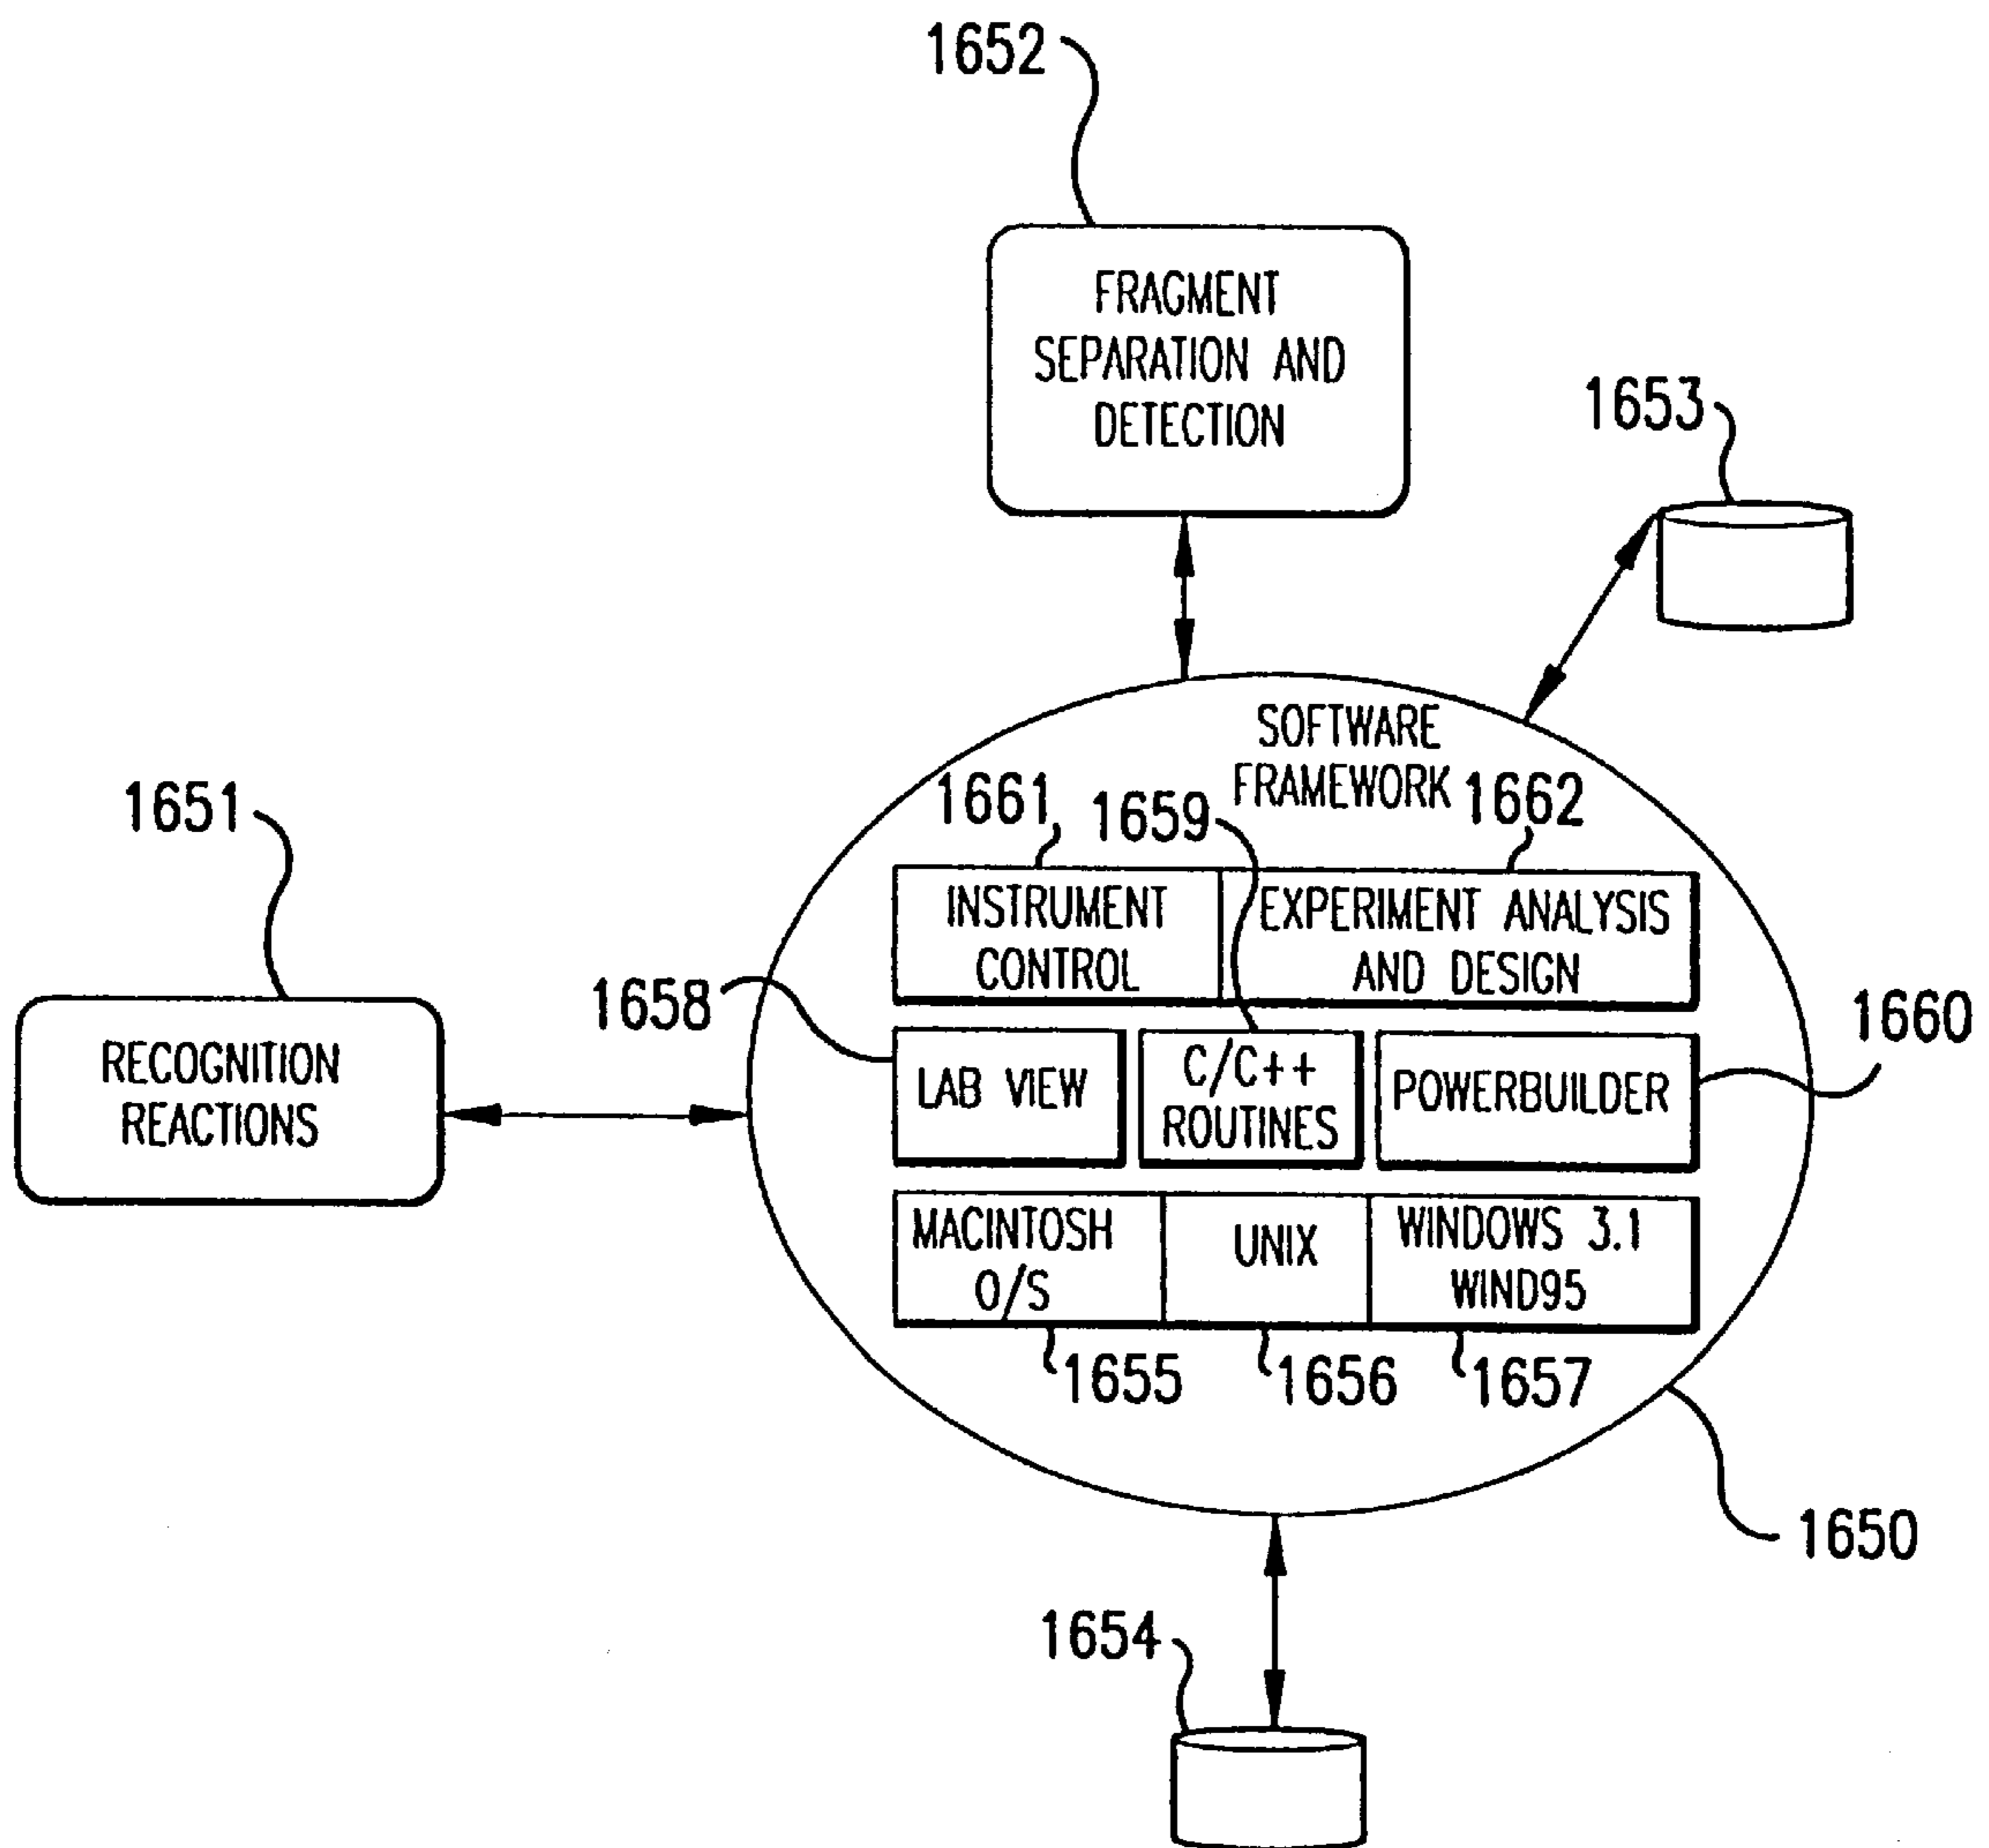 1652
FRAGMENT
SEPARATION AND
DETECTION
1653
SOFTWARE
FRAMEWORK
1661
1659
1662
1651
INSTRUMENT
CONTROL
EXPERIMENT ANALYSIS
AND DESIGN
1658
1660
RECOGNITION
REACTIONS
LAB VIEW
C/C++
ROUTINES
POWERBUILDER
MACINTOSH
O/S
UNIX
WINDOWS 3.1
WIND95
1655
1656
1657
1650
1654